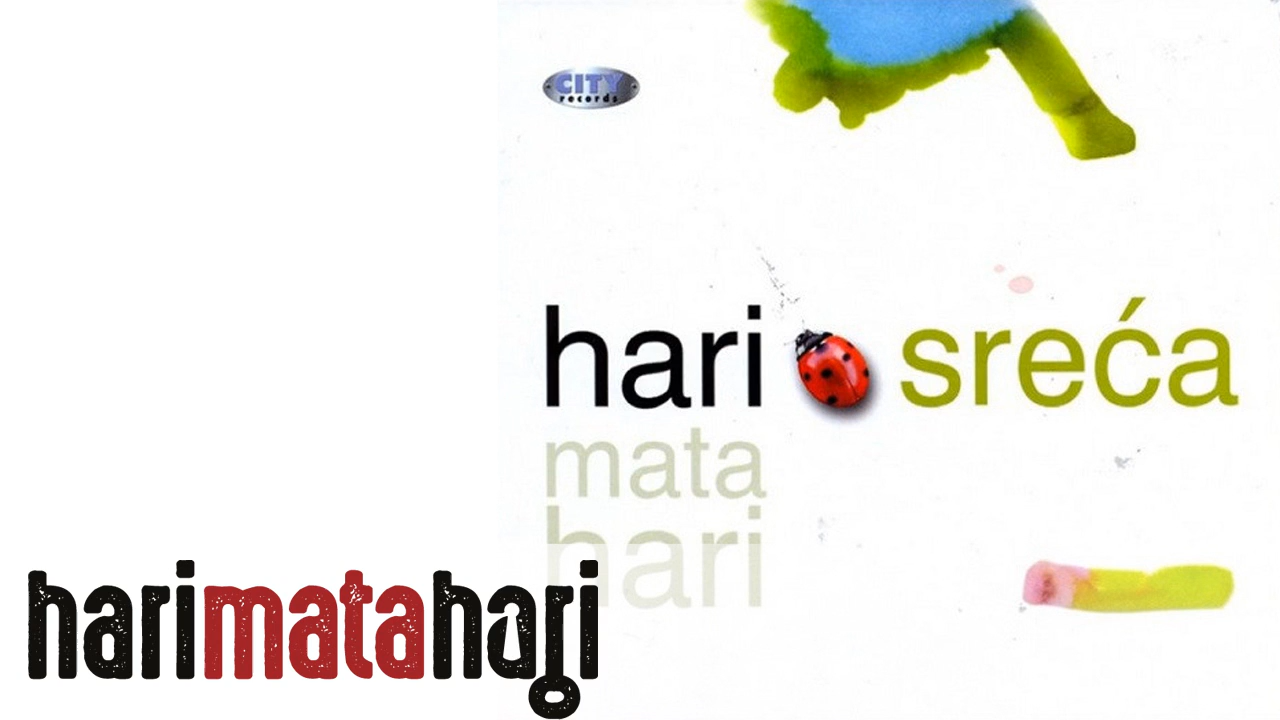 CITY
records
hari sreća
mata
hari
harimatahari